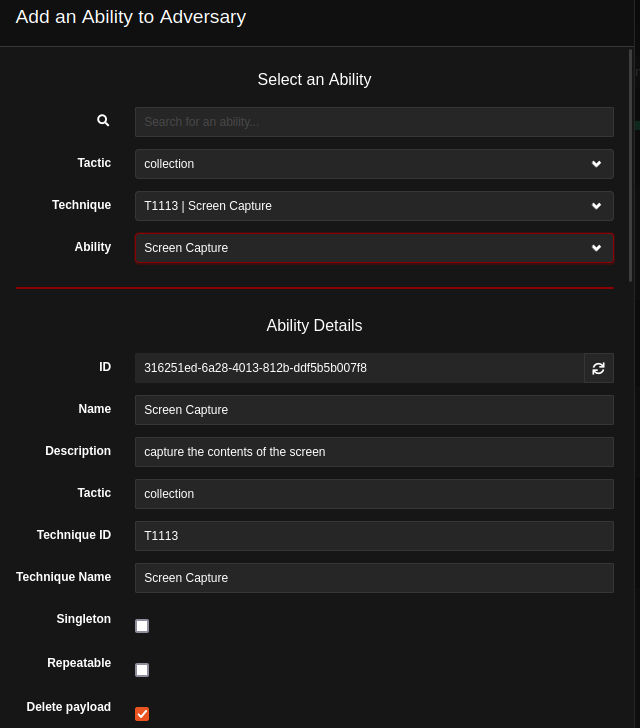 Add an Ability to Adversary
Select an Ability
Search for an ability...
Tactic collection
Technique T1113 | Screen Capture
Ability Screen Capture
Ability Details
ID 316251ed-6a28-4013-812b-ddf5b5b007f8
Name Screen Capture
Description capture the contents of the screen
Tactic collection
Technique ID T1113
Technique Name Screen Capture
Singleton
Repeatable
Delete payload